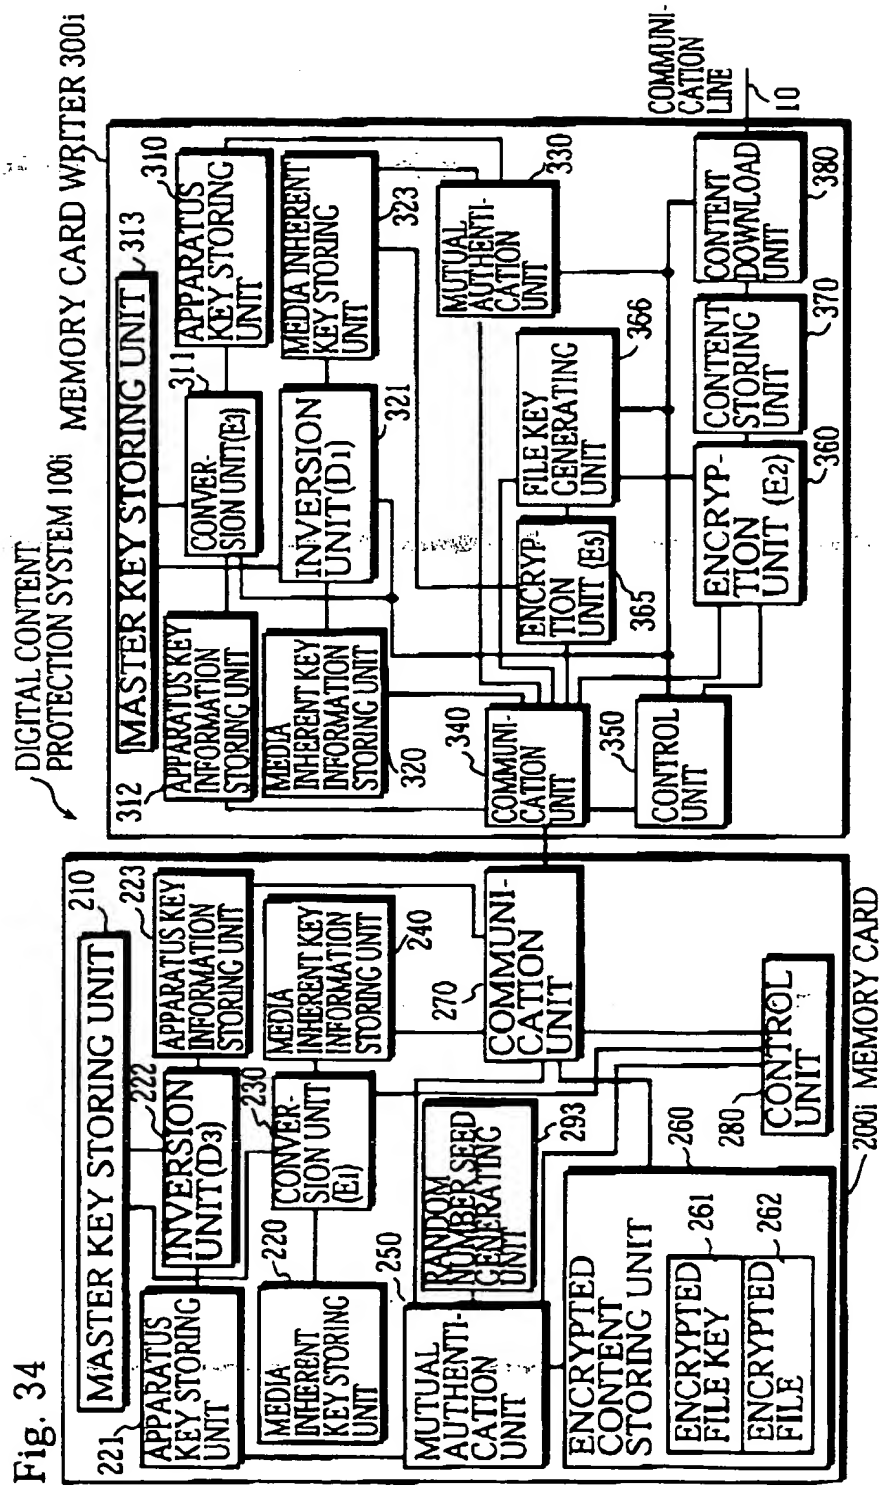 Fig. 34
DIGITAL CONTENT
PROTECTION SYSTEM 100i
MASTER KEY STORING UNIT
210
APPARATUS
KEY STORING
UNIT
221
INVERSION
UNIT(D3)
222
APPARATUS KEY
INFORMATION
STORING UNIT
223
MEDIA
INHERENT
KEY STORING
UNIT
220
CONVER-
SION UNIT
(E1)
230
MEDIA
INHERENT KEY
INFORMATION
STORING UNIT
240
MUTUAL
AUTHENTI-
CATION
UNIT
250
RANDOM
NUMBER SEED
GENERATING
UNIT
293
COMMUNI-
CATION
UNIT
270
ENCRYPTED
CONTENT
STORING UNIT
260
ENCRYPTED
FILE KEY
261
ENCRYPTED
FILE
262
CONTROL
UNIT
280
200i MEMORY CARD
MEMORY CARD WRITER 300i
MASTER KEY STORING UNIT
313
APPARATUS KEY
INFORMATION
STORING UNIT
312
CONVER-
SION UNIT(E3)
311
APPARATUS
KEY STORING
UNIT
310
MEDIA
INHERENT KEY
INFORMATION
STORING UNIT
320
INVERSION
UNIT(D1)
321
MEDIA INHERENT
KEY STORING
UNIT
323
COMMUNI-
CATION
UNIT
340
ENCRYP-
TION
UNIT (E5)
365
FILE KEY
GENERATING
UNIT
366
MUTUAL
AUTHENTI-
CATION
UNIT
330
CONTROL
UNIT
350
ENCRYP-
TION
UNIT (E2)
360
CONTENT
STORING
UNIT
370
CONTENT
DOWNLOAD
UNIT
380
COMMUNI-
CATION
LINE
10